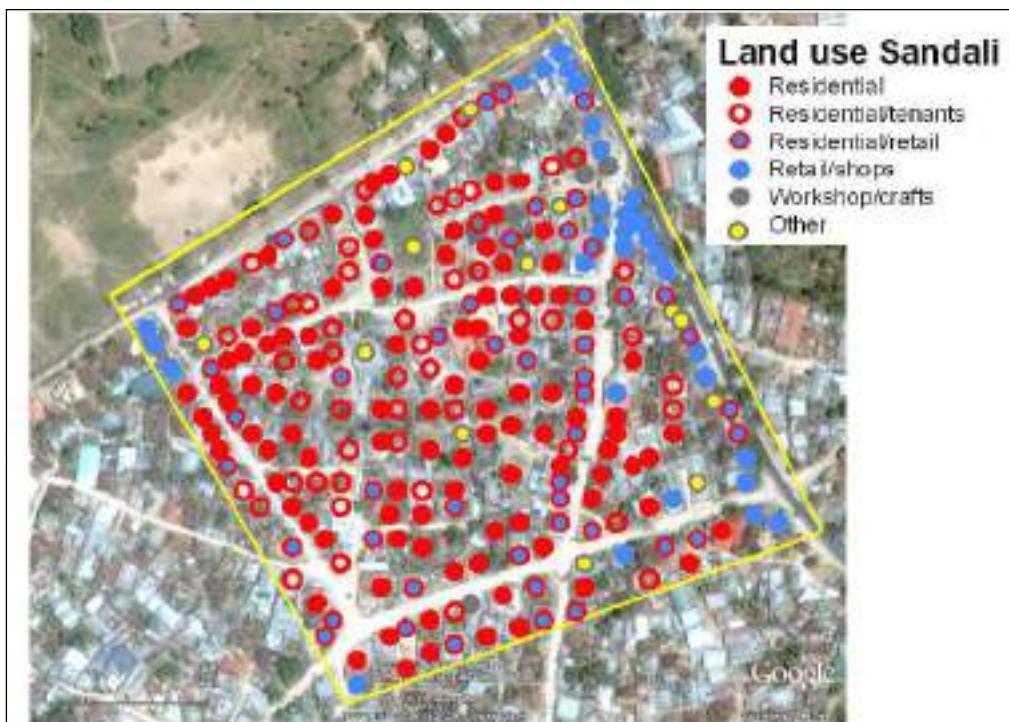 Land use Sandali
Residential
Residential/tenants
Residential/retail
Retail/shops
Workshop/crafts
Other
Google